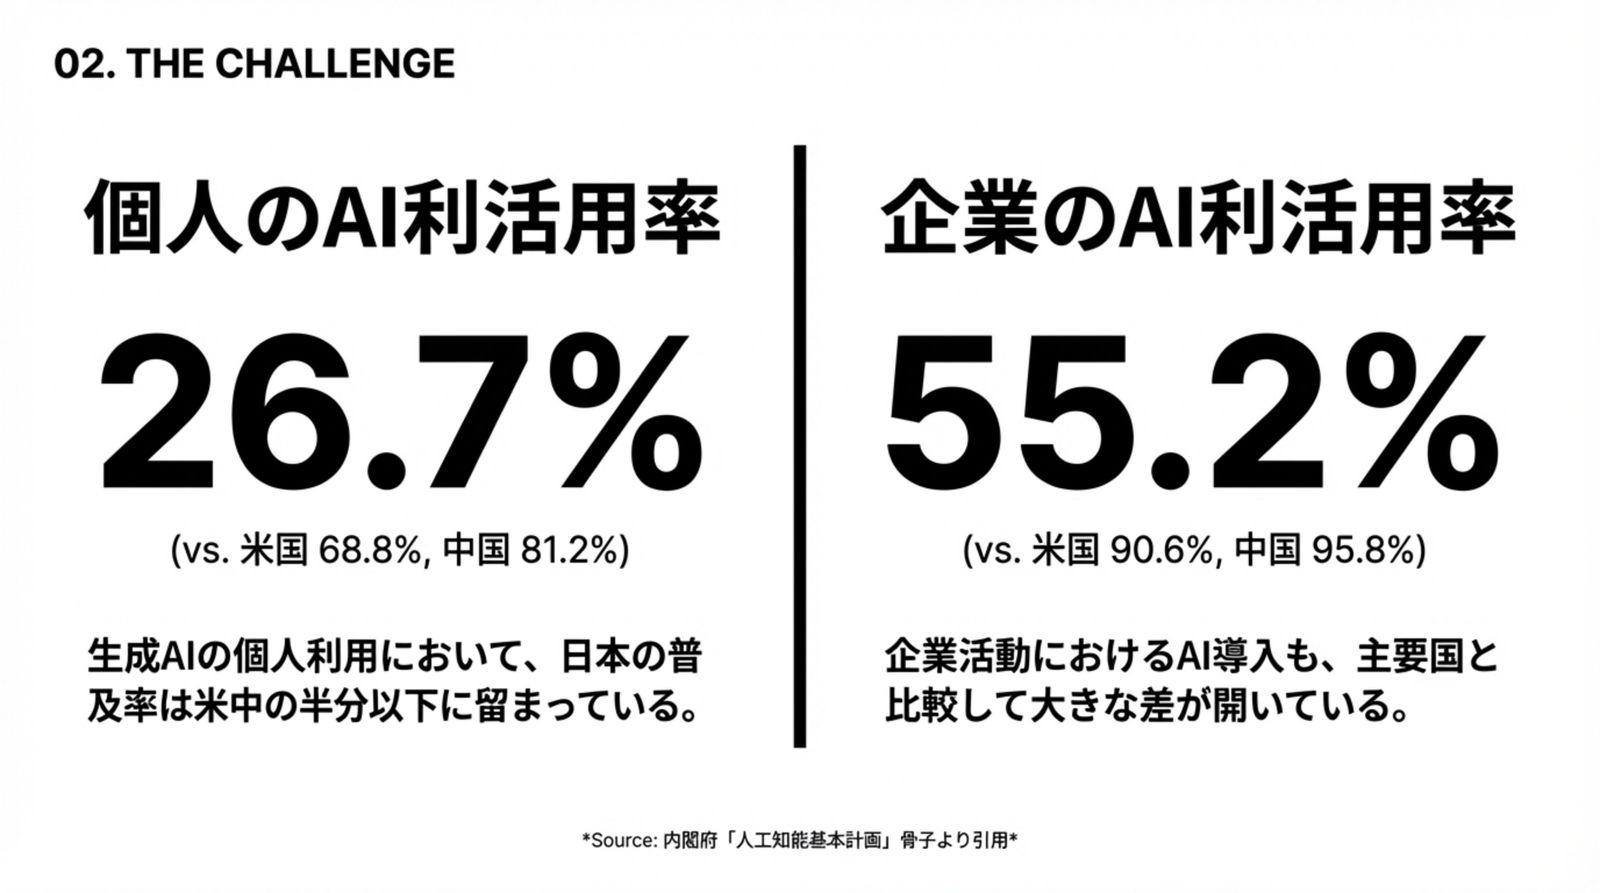 02. THE CHALLENGE
個人のAI利活用率
26.7%
(vs. 米国 68.8%, 中国 81.2%)
生成AIの個人利用において、日本の普
及率は米中の半分以下に留まっている。
企業のAI利活用率
55.2%
(vs. 米国 90.6%, 中国 95.8%)
企業活動におけるAI導入も、主要国と
比較して大きな差が開いている。
*Source: 内閣府「人工知能基本計画」骨子より引用*